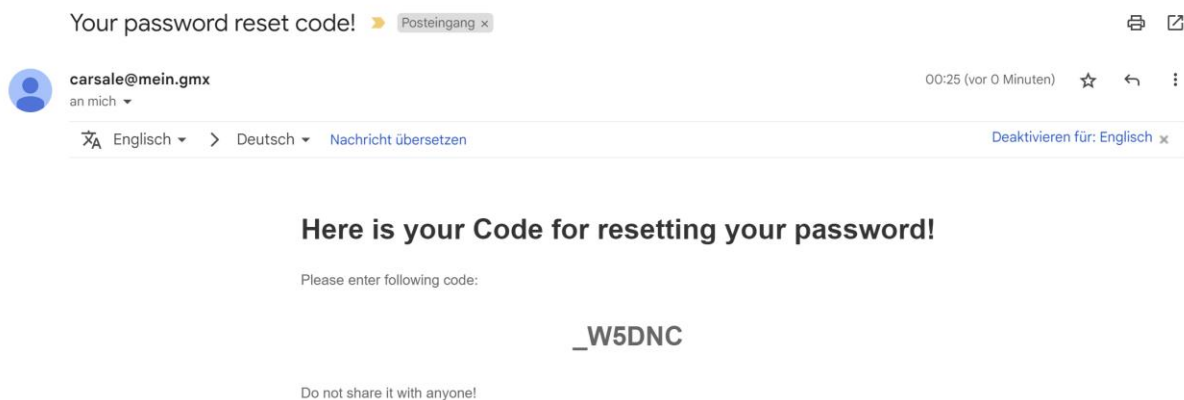 Your password reset code! Posteingang ×
carsale@mein.gmx 00:25 (vor 0 Minuten)
an mich
Englisch > Deutsch Nachricht übersetzen Deaktivieren für: Englisch ×
Here is your Code for resetting your password!
Please enter following code:
_W5DNC
Do not share it with anyone!